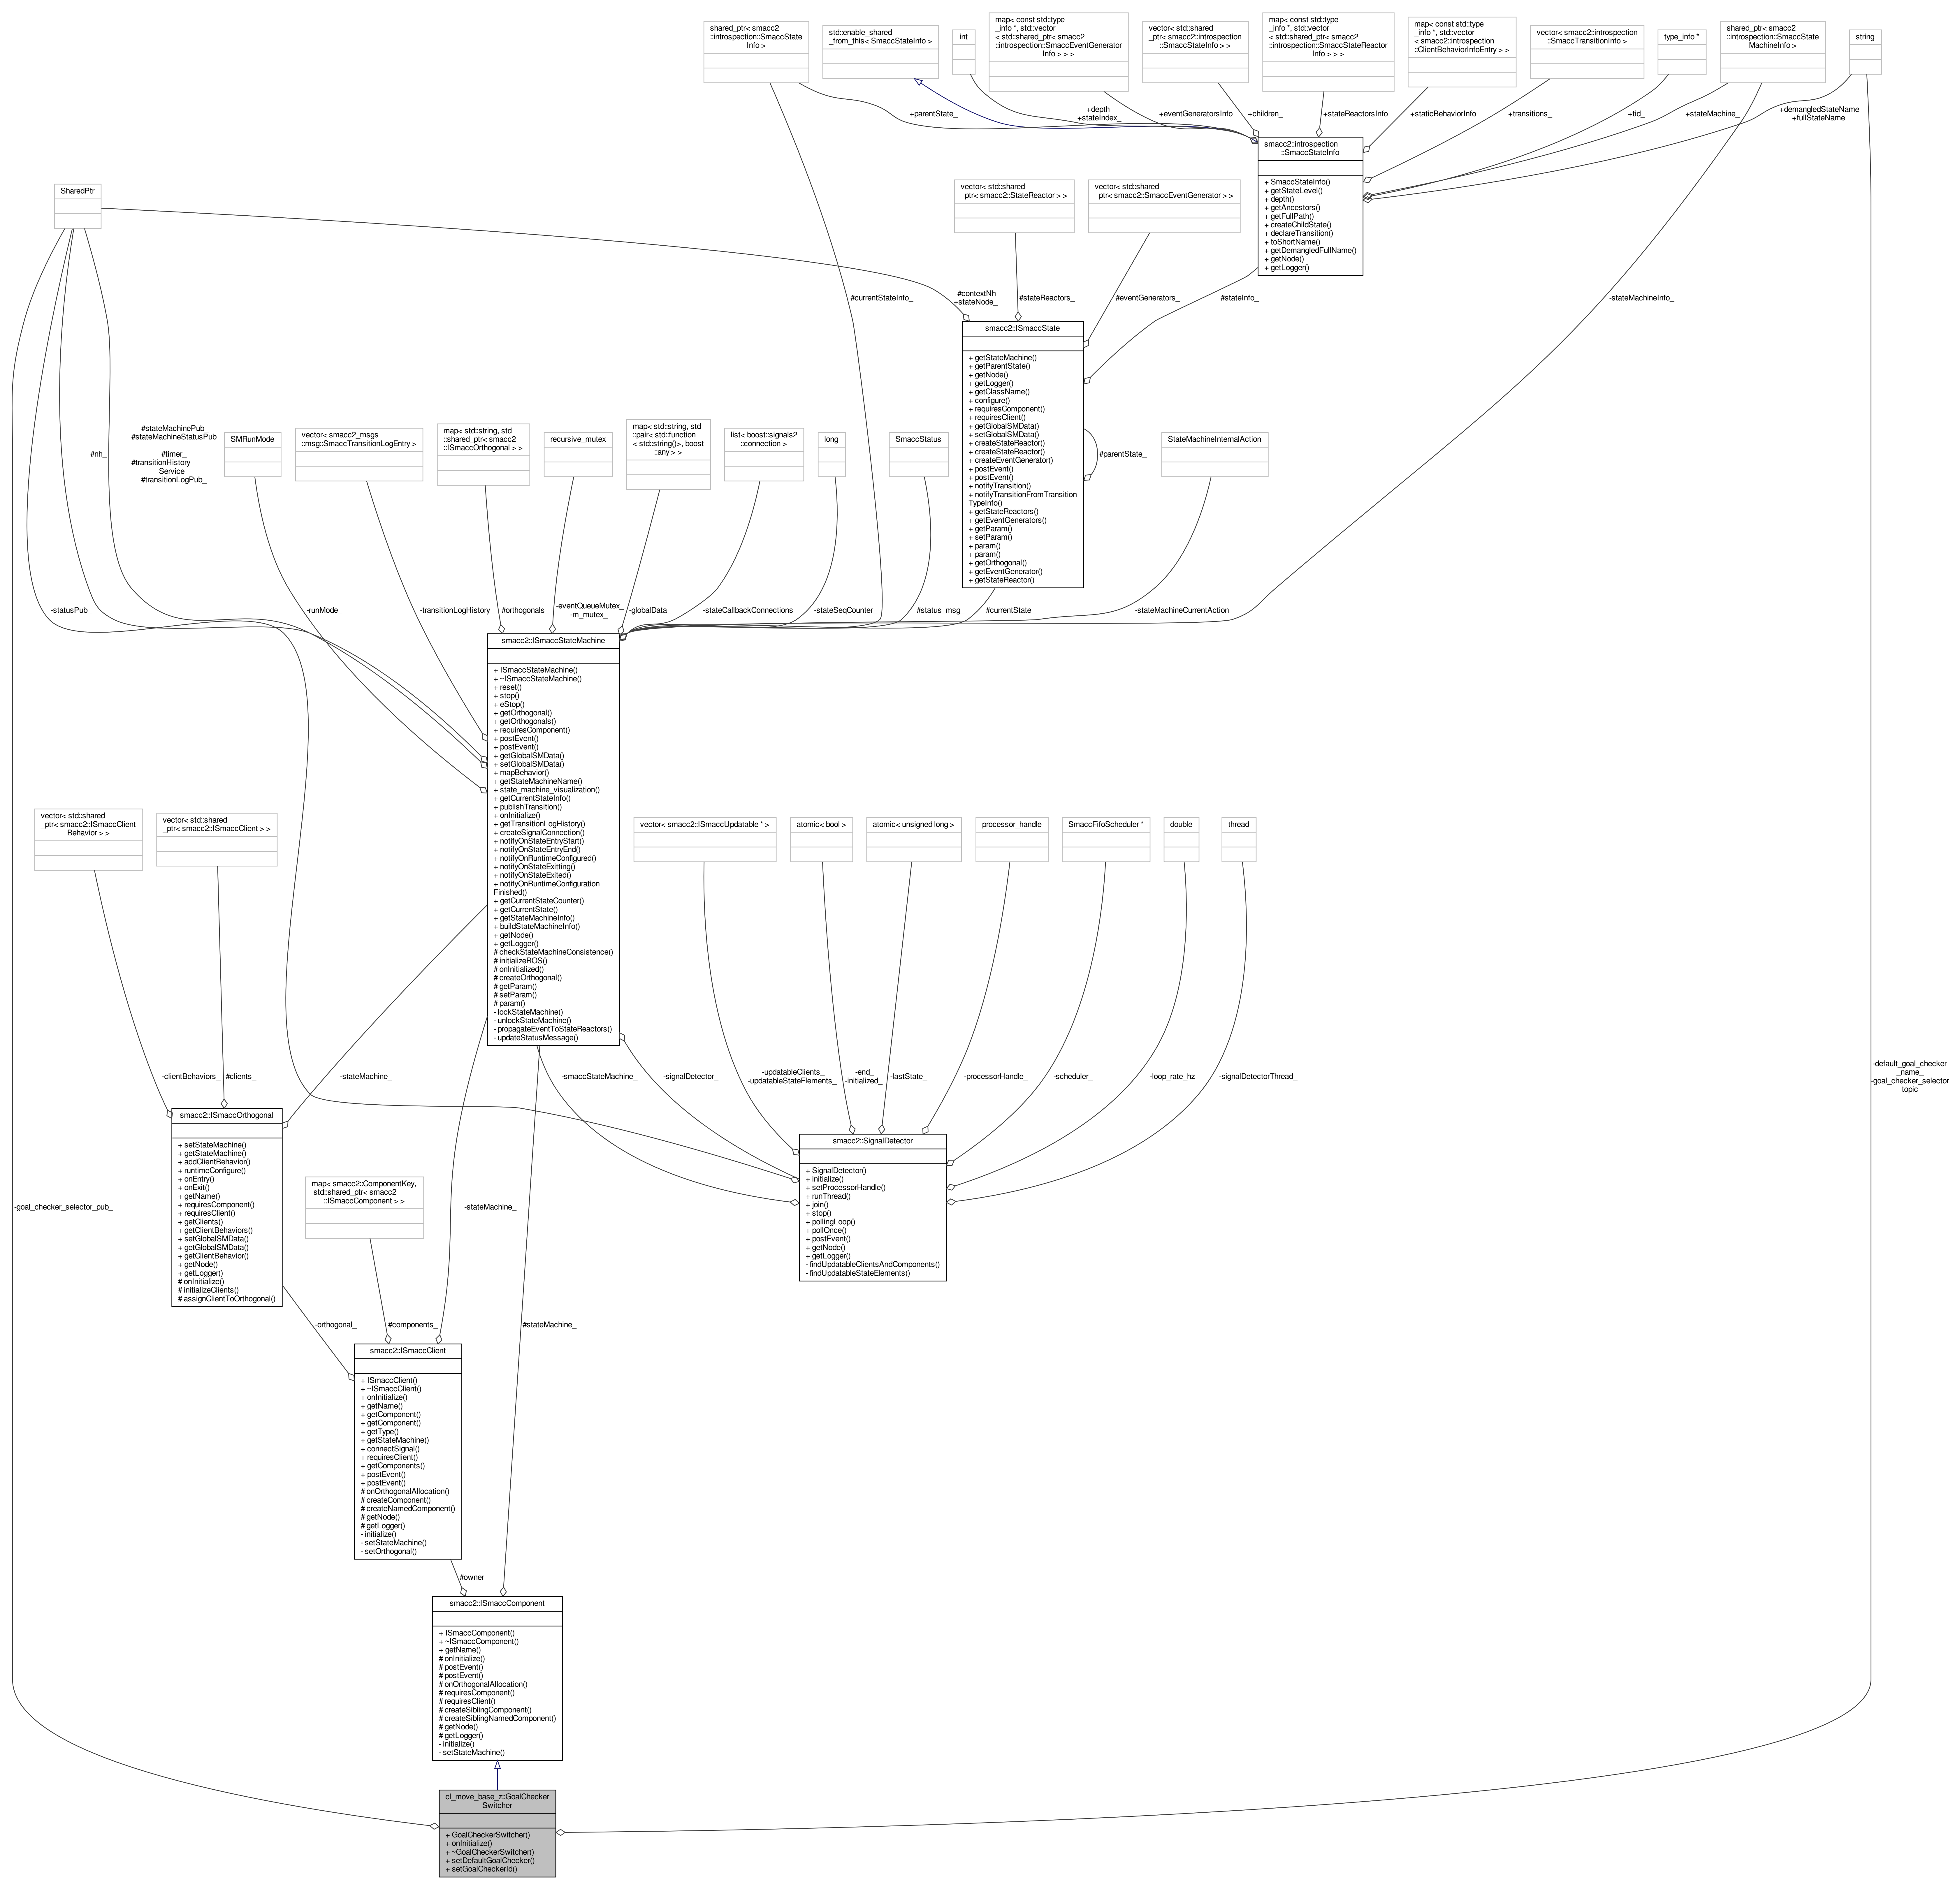 shared_ptr< smacc2
::introspection::SmaccState
Info >
std::enable_shared
_from_this< SmaccStateInfo >
int
map< const std::type
_info *, std::vector
< std::shared_ptr< smacc2
::introspection::SmaccEventGenerator
Info > > >
vector< std::shared
_ptr< smacc2::introspection
::SmaccStateInfo > >
map< const std::type
_info *, std::vector
< std::shared_ptr< smacc2
::introspection::SmaccStateReactor
Info > > >
map< const std::type
_info *, std::vector
< smacc2::introspection
::ClientBehaviorInfoEntry > >
vector< smacc2::introspection
::SmaccTransitionInfo >
type_info *
shared_ptr< smacc2
::introspection::SmaccState
MachineInfo >
string
+parentState_
+depth_
+stateIndex_
+eventGeneratorsInfo
+children_
+stateReactorsInfo
+staticBehaviorInfo
+transitions_
+tid_
+stateMachine_
+demangledStateName
+fullStateName
smacc2::introspection
::SmaccStateInfo
+ SmaccStateInfo()
+ getStateLevel()
+ depth()
+ getAncestors()
+ getFullPath()
+ createChildState()
+ declareTransition()
+ toShortName()
+ getDemangledFullName()
+ getNode()
+ getLogger()
SharedPtr
vector< std::shared
_ptr< smacc2::StateReactor > >
vector< std::shared
_ptr< smacc2::SmaccEventGenerator > >
#currentStateInfo_
#contextNh
+stateNode_
#stateReactors_
#eventGenerators_
#stateInfo_
-stateMachineInfo_
smacc2::ISmaccState
+ getStateMachine()
+ getParentState()
+ getNode()
+ getLogger()
+ getClassName()
+ configure()
+ requiresComponent()
+ requiresClient()
+ getGlobalSMData()
+ setGlobalSMData()
+ createStateReactor()
+ createStateReactor()
+ createEventGenerator()
+ postEvent()
+ postEvent()
+ notifyTransition()
+ notifyTransitionFromTransition
TypeInfo()
+ getStateReactors()
+ getEventGenerators()
+ getParam()
+ setParam()
+ param()
+ param()
+ getOrthogonal()
+ getEventGenerator()
+ getStateReactor()
#parentState_
#nh_
#stateMachinePub_
#stateMachineStatusPub
_
#timer_
#transitionHistory
Service_
#transitionLogPub_
SMRunMode
vector< smacc2_msgs
::msg::SmaccTransitionLogEntry >
map< std::string, std
::shared_ptr< smacc2
::ISmaccOrthogonal > >
recursive_mutex
map< std::string, std
::pair< std::function
< std::string()>, boost
::any > >
list< boost::signals2
::connection >
long
SmaccStatus
StateMachineInternalAction
-statusPub_
-runMode_
-transitionLogHistory_
#orthogonals_
-eventQueueMutex_
-m_mutex_
-globalData_
-stateCallbackConnections
-stateSeqCounter_
#status_msg_
#currentState_
-stateMachineCurrentAction
smacc2::ISmaccStateMachine
+ ISmaccStateMachine()
+ ~ISmaccStateMachine()
+ reset()
+ stop()
+ eStop()
+ getOrthogonal()
+ getOrthogonals()
+ requiresComponent()
+ postEvent()
+ postEvent()
+ getGlobalSMData()
+ setGlobalSMData()
+ mapBehavior()
+ getStateMachineName()
+ state_machine_visualization()
+ getCurrentStateInfo()
+ publishTransition()
+ onInitialize()
+ getTransitionLogHistory()
+ createSignalConnection()
+ notifyOnStateEntryStart()
+ notifyOnStateEntryEnd()
+ notifyOnRuntimeConfigured()
+ notifyOnStateExitting()
+ notifyOnStateExited()
+ notifyOnRuntimeConfiguration
Finished()
+ getCurrentStateCounter()
+ getCurrentState()
+ getStateMachineInfo()
+ buildStateMachineInfo()
+ getNode()
+ getLogger()
# checkStateMachineConsistence()
# initializeROS()
# onInitialized()
# createOrthogonal()
# getParam()
# setParam()
# param()
- lockStateMachine()
- unlockStateMachine()
- propagateEventToStateReactors()
- updateStatusMessage()
vector< std::shared
_ptr< smacc2::ISmaccClient
Behavior > >
vector< std::shared
_ptr< smacc2::ISmaccClient > >
vector< smacc2::ISmaccUpdatable * >
atomic< bool >
atomic< unsigned long >
processor_handle
SmaccFifoScheduler *
double
thread
-clientBehaviors_
#clients_
-stateMachine_
-smaccStateMachine_
-signalDetector_
-updatableClients_
-updatableStateElements_
-end_
-initialized_
-lastState_
-processorHandle_
-scheduler_
-loop_rate_hz
-signalDetectorThread_
-default_goal_checker
_name_
-goal_checker_selector
_topic_
smacc2::ISmaccOrthogonal
+ setStateMachine()
+ getStateMachine()
+ addClientBehavior()
+ runtimeConfigure()
+ onEntry()
+ onExit()
+ getName()
+ requiresComponent()
+ requiresClient()
+ getClients()
+ getClientBehaviors()
+ setGlobalSMData()
+ getGlobalSMData()
+ getClientBehavior()
+ getNode()
+ getLogger()
# onInitialize()
# initializeClients()
# assignClientToOrthogonal()
smacc2::SignalDetector
+ SignalDetector()
+ initialize()
+ setProcessorHandle()
+ runThread()
+ join()
+ stop()
+ pollingLoop()
+ pollOnce()
+ postEvent()
+ getNode()
+ getLogger()
- findUpdatableClientsAndComponents()
- findUpdatableStateElements()
map< smacc2::ComponentKey,
std::shared_ptr< smacc2
::ISmaccComponent > >
-goal_checker_selector_pub_
-stateMachine_
-orthogonal_
#components_
#stateMachine_
smacc2::ISmaccClient
+ ISmaccClient()
+ ~ISmaccClient()
+ onInitialize()
+ getName()
+ getComponent()
+ getComponent()
+ getType()
+ getStateMachine()
+ connectSignal()
+ requiresClient()
+ getComponents()
+ postEvent()
+ postEvent()
# onOrthogonalAllocation()
# createComponent()
# createNamedComponent()
# getNode()
# getLogger()
- initialize()
- setStateMachine()
- setOrthogonal()
#owner_
smacc2::ISmaccComponent
+ ISmaccComponent()
+ ~ISmaccComponent()
+ getName()
# onInitialize()
# postEvent()
# postEvent()
# onOrthogonalAllocation()
# requiresComponent()
# requiresClient()
# createSiblingComponent()
# createSiblingNamedComponent()
# getNode()
# getLogger()
- initialize()
- setStateMachine()
cl_move_base_z::GoalChecker
Switcher
+ GoalCheckerSwitcher()
+ onInitialize()
+ ~GoalCheckerSwitcher()
+ setDefaultGoalChecker()
+ setGoalCheckerId()